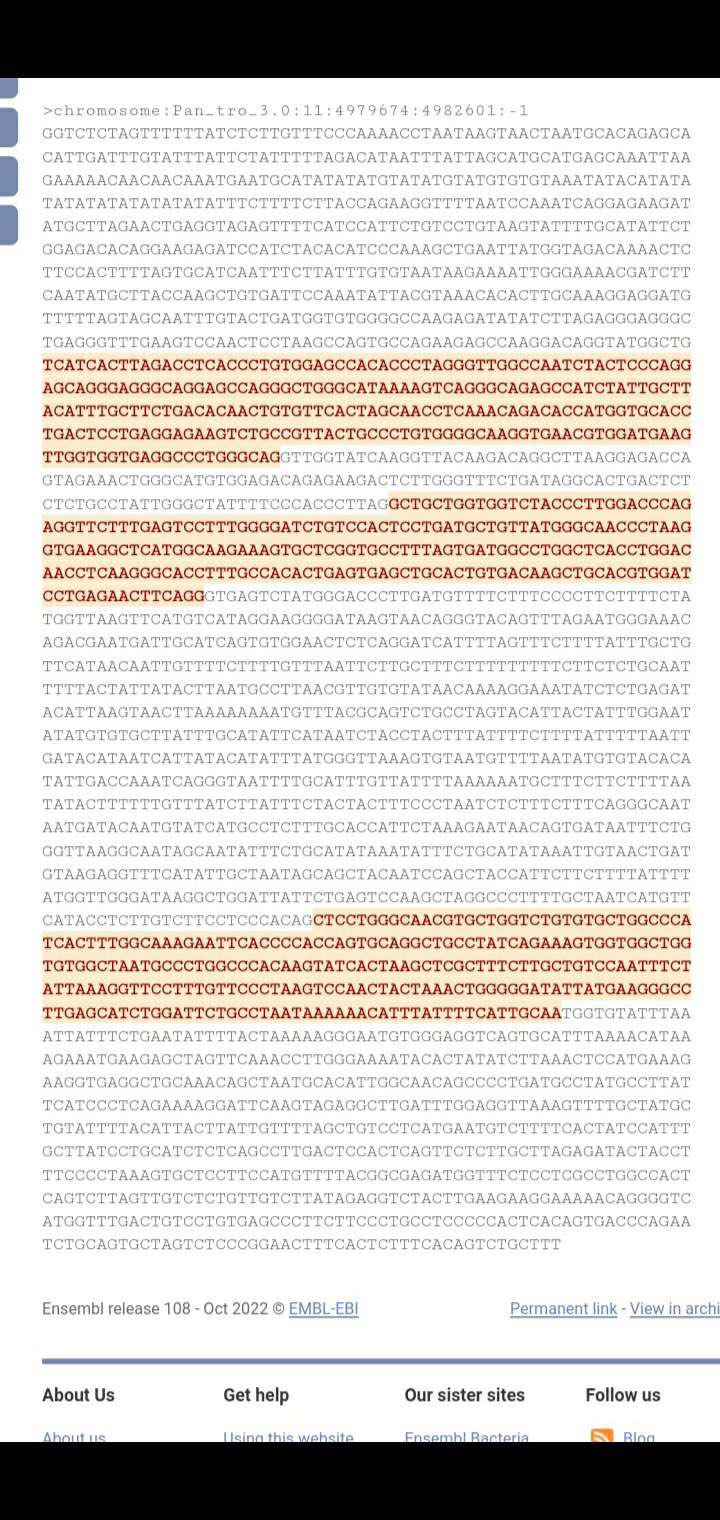 >chromosome:Pan_tro_3.0:11:4979674:4982601:-1
GGTCTCTAGTTTTTTATCTCTTGTTTCCCAAAACCTAATAAGTAACTAATGCACAGAGCA
CATTGATTTGTATTTATTCTATTTTTAGACATAATTTATTAGCATGCATGAGCAAATTAA
GAAAAACAACAACAAATGAATGCATATATATGTATATGTATGTGTGTAAATATACATATA
TATATATATATATATATTTCTTTTCTTACCAGAAGGTTTTAATCCAAATCAGGAGAAGAT
ATGCTTAGAACTGAGGTAGAGTTTTCATCCATTCTGTCCTGTAAGTATTTTGCATATTCT
GGAGACACAGGAAGAGATCCATCTACACATCCCAAAGCTGAATTATGGTAGACAAAACTC
TTCCACTTTTAGTGCATCAATTTCTTATTTGTGTAATAAGAAAATTGGGAAAACGATCTT
CAATATGCTTACCAAGCTGTGATTCCAAATATTACGTAAACACACTTGCAAAGGAGGATG
TTTTTAGTAGCAATTTGTACTGATGGTGTGGGGCCAAGAGATATATCTTAGAGGGAGGGC
TGAGGGTTTGAAGTCCAACTCCTAAGCCAGTGCCAGAAGAGCCAAGGACAGGTATGGCTG
TCATCACTTAGACCTCACCCTGTGGAGCCACACCCTAGGGTTGGCCAATCTACTCCCAGG
AGCAGGGAGGGCAGGAGCCAGGGCTGGGCATAAAAGTCAGGGCAGAGCCATCTATTGCTT
ACATTTGCTTCTGACACAACTGTGTTCACTAGCAACCTCAAACAGACACCATGGTGCACC
TGACTCCTGAGGAGAAGTCTGCCGTTACTGCCCTGTGGGGCAAGGTGAACGTGGATGAAG
TTGGTGGTGAGGCCCTGGGCAGGTTGGTATCAAGGTTACAAGACAGGCTTAAGGAGACCA
GTAGAAACTGGGCATGTGGAGACAGAGAAGACTCTTGGGTTTCTGATAGGCACTGACTCT
CTCTGCCTATTGGGCTATTTTCCCACCCTTAGGCTGCTGGTGGTCTACCCTTGGACCCAG
AGGTTCTTTGAGTCCTTTGGGGATCTGTCCACTCCTGATGCTGTTATGGGCAACCCTAAG
GTGAAGGCTCATGGCAAGAAAGTGCTCGGTGCCTTTAGTGATGGCCTGGCTCACCTGGAC
AACCTCAAGGGCACCTTTGCCACACTGAGTGAGCTGCACTGTGACAAGCTGCACGTGGAT
CCTGAGAACTTCAGGGTGAGTCTATGGGACCCTTGATGTTTTCTTTCCCCTTCTTTTCTA
TGGTTAAGTTCATGTCATAGGAAGGGGATAAGTAACAGGGTACAGTTTAGAATGGGAAAC
AGACGAATGATTGCATCAGTGTGGAACTCTCAGGATCATTTTAGTTTCTTTTATTTGCTG
TTCATAACAATTGTTTTCTTTTGTTTAATTCTTGCTTTCTTTTTTTTTCTTCTCTGCAAT
TTTTACTATTATACTTAATGCCTTAACGTTGTGTATAACAAAAGGAAATATCTCTGAGAT
ACATTAAGTAACTTAAAAAAAATGTTTACGCAGTCTGCCTAGTACATTACTATTTGGAAT
ATATGTGTGCTTATTTGCATATTCATAATCTACCTACTTTATTTTCTTTTATTTTTAATT
GATACATAATCATTATACATATTTATGGGTTAAAGTGTAATGTTTTAATATGTGTACACA
TATTGACCAAATCAGGGTAATTTTGCATTTGTTATTTTAAAAAATGCTTTCTTCTTTTAA
TATACTTTTTTGTTTATCTTATTTCTACTACTTTCCCTAATCTCTTTCTTTCAGGGCAAT
AATGATACAATGTATCATGCCTCTTTGCACCATTCTAAAGAATAACAGTGATAATTTCTG
GGTTAAGGCAATAGCAATATTTCTGCATATAAATATTTCTGCATATAAATTGTAACTGAT
GTAAGAGGTTTCATATTGCTAATAGCAGCTACAATCCAGCTACCATTCTTCTTTTATTTT
ATGGTTGGGATAAGGCTGGATTATTCTGAGTCCAAGCTAGGCCCTTTTGCTAATCATGTT
CATACCTCTTGTCTTCCTCCCACAGCTCCTGGGCAACGTGCTGGTCTGTGTGCTGGCCCA
TCACTTTGGCAAAGAATTCACCCCACCAGTGCAGGCTGCCTATCAGAAAGTGGTGGCTGG
TGTGGCTAATGCCCTGGCCCACAAGTATCACTAAGCTCGCTTTCTTGCTGTCCAATTTCT
ATTAAAGGTTCCTTTGTTCCCTAAGTCCAACTACTAAACTGGGGGATATTATGAAGGGCC
TTGAGCATCTGGATTCTGCCTAATAAAAAACATTTATTTTCATTGCAATGGTGTATTTAA
ATTATTTCTGAATATTTTACTAAAAAGGGAATGTGGGAGGTCAGTGCATTTAAAACATAA
AGAAATGAAGAGCTAGTTCAAACCTTGGGAAAATACACTATATCTTAAACTCCATGAAAG
AAGGTGAGGCTGCAAACAGCTAATGCACATTGGCAACAGCCCCTGATGCCTATGCCTTAT
TCATCCCTCAGAAAAGGATTCAAGTAGAGGCTTGATTTGGAGGTTAAAGTTTTGCTATGC
TGTATTTTACATTACTTATTGTTTTAGCTGTCCTCATGAATGTCTTTTCACTATCCATTT
GCTTATCCTGCATCTCTCAGCCTTGACTCCACTCAGTTCTCTTGCTTAGAGATACTACCT
TTCCCCTAAAGTGCTCCTTCCATGTTTTACGGCGAGATGGTTTCTCCTCGCCTGGCCACT
CAGTCTTAGTTGTCTCTGTTGTCTTATAGAGGTCTACTTGAAGAAGGAAAAACAGGGGTC
ATGGTTTGACTGTCCTGTGAGCCCTTCTTCCCTGCCTCCCCCACTCACAGTGACCCAGAA
TCTGCAGTGCTAGTCTCCCGGAACTTTCACTCTTTCACAGTCTGCTTT
Ensembl release 108 - Oct 2022 © EMBL-EBI
Permanent link - View in archi
About Us
Get help
Our sister sites
Follow us
About us
Using this website
Ensembl Bacteria
Blog